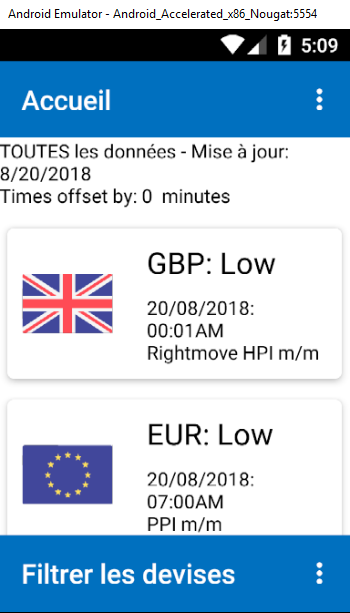 Android Emulator - Android_Accelerated_x86_Nougat:5554
5:09
Accueil
TOUTES les données - Mise à jour:
8/20/2018
Times offset by: 0  minutes
GBP: Low
20/08/2018:
00:01AM
Rightmove HPI m/m
EUR: Low
20/08/2018:
07:00AM
PPI m/m
Filtrer les devises